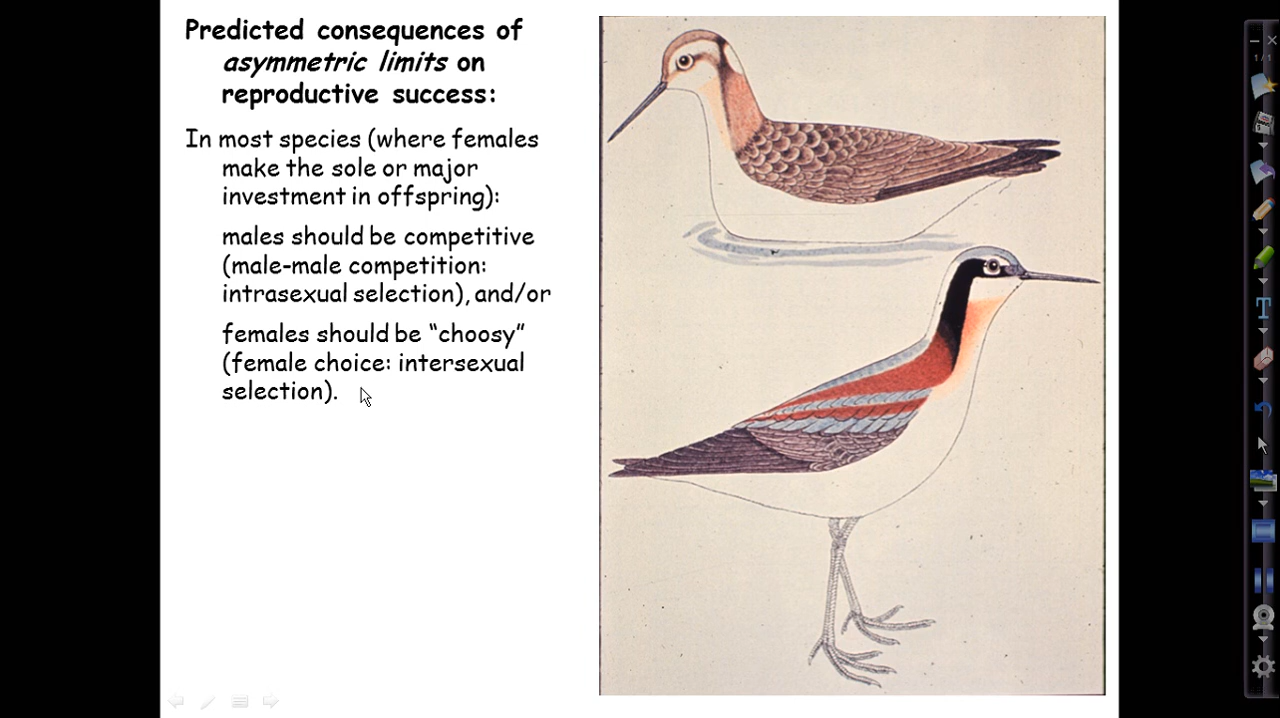 Predicted consequences of
asymmetric limits on
reproductive success:
In most species (where females
make the sole or major
investment in offspring):
males should be competitive
(male-male competition:
intrasexual selection), and/or
females should be “choosy”
(female choice: intersexual
selection).
1/1